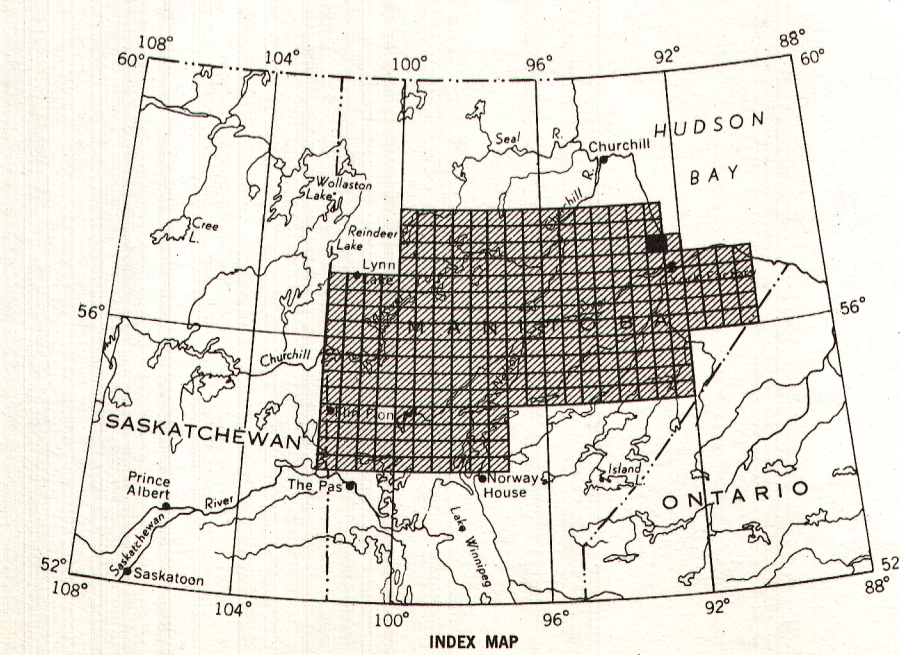 108°
104°
100°
96°
92°
88°
60°
60°
HUDSON
BAY
Seal R.
Churchill
R.
Wollaston
Lake
Cree
L.
Reindeer
Lake
Lynn
Lake
56°
56°
MANITOBA
Churchill
Flin Flon
SASKATCHEWAN
Prince
Albert
The Pas
River
Saskatchewan
Saskatoon
Norway
House
Island
L.
ONTARIO
Lake Winnipeg
52°
52
108°
104°
100°
96°
92°
88°
INDEX MAP